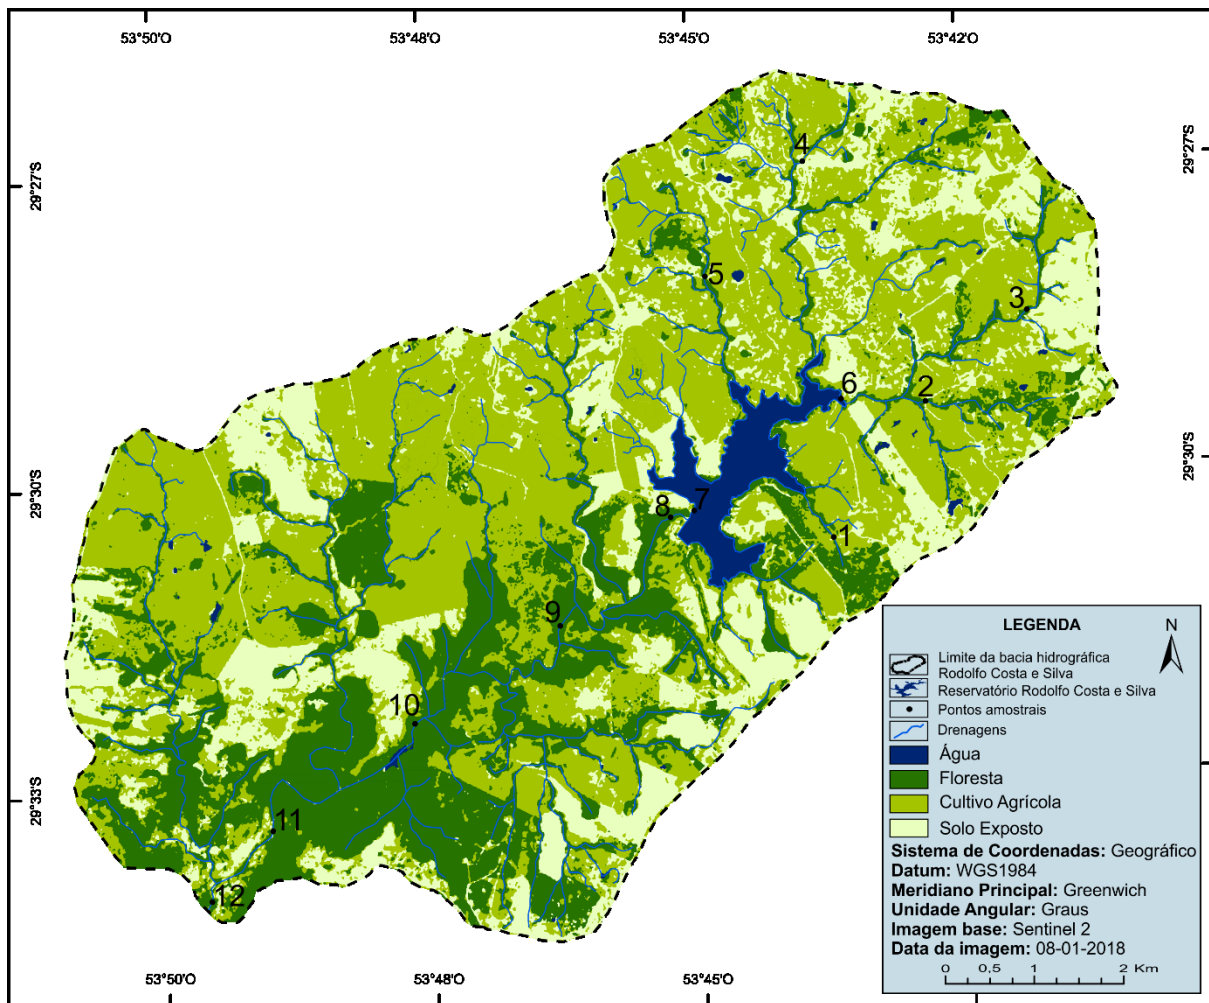 53°50'O 53°48'O 53°45'O 53°42'O
29°27'S
29°27'S
4
5
3
6
2
29°30'S
29°30'S
7
8
1
9
10
29°33'S
11
12
LEGENDA
N
Limite da bacia hidrográfica
Rodolfo Costa e Silva
Reservatório Rodolfo Costa e Silva
Pontos amostrais
Drenagens
Água
Floresta
Cultivo Agrícola
Solo Exposto
Sistema de Coordenadas: Geográfico
Datum: WGS1984
Meridiano Principal: Greenwich
Unidade Angular: Graus
Imagem base: Sentinel 2
Data da imagem: 08-01-2018
0 0,5 1 2 Km
53°50'O 53°48'O 53°45'O